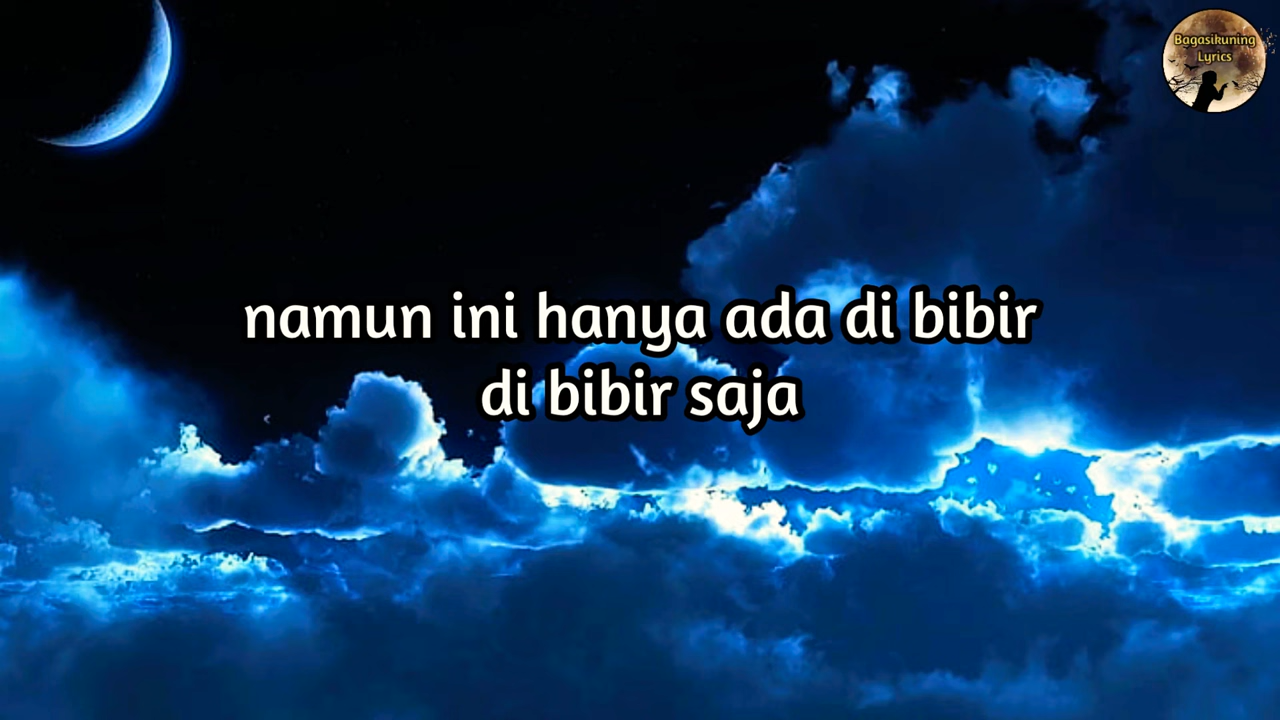 Bagasikuning
Lyrics
namun ini hanya ada di bibir
di bibir saja